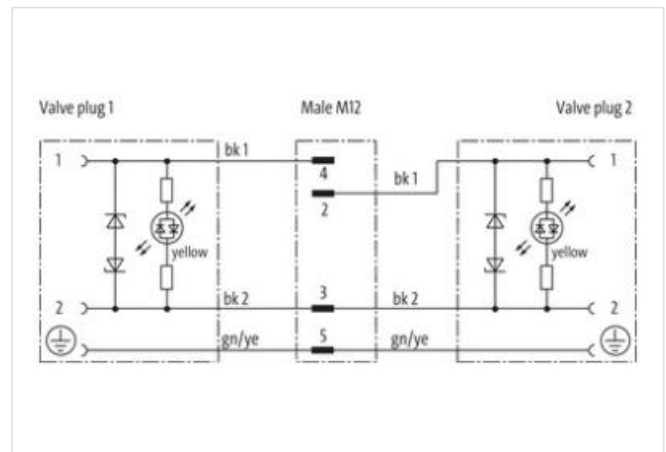 Valve plug 1 Male M12 Valve plug 2
1 bk 1 4 bk 1 1
2
yellow yellow
2 bk 2 3 bk 2 2
gn/ye 5 gn/ye